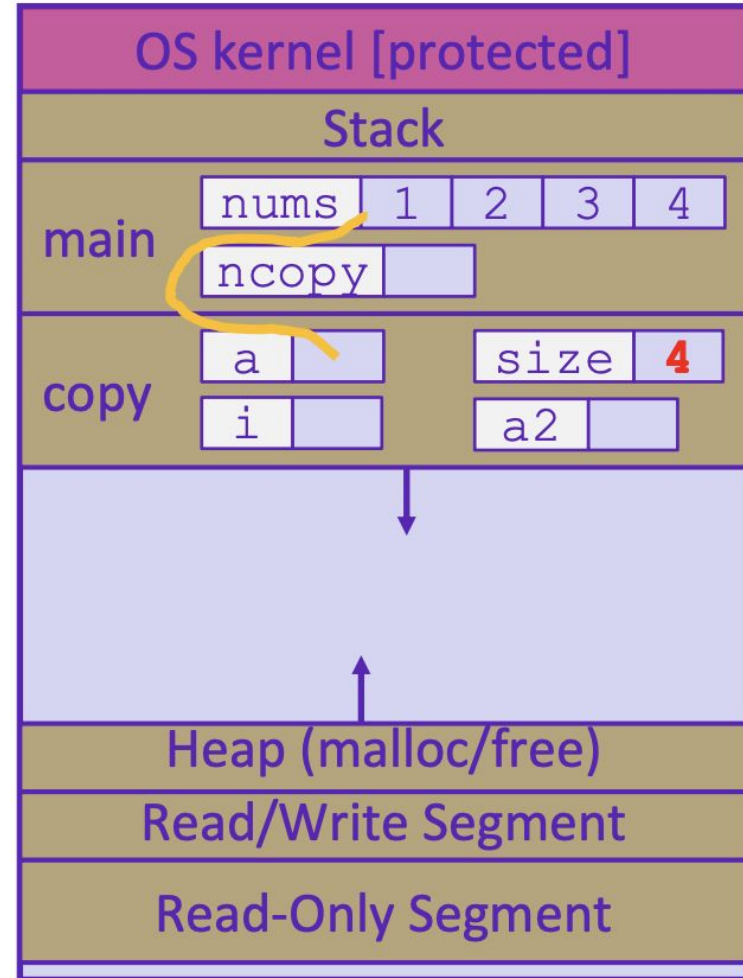 OS kernel [protected]
Stack
main
nums 1 2 3 4
ncopy
copy
a size 4
i a2
Heap (malloc/free)
Read/Write Segment
Read-Only Segment